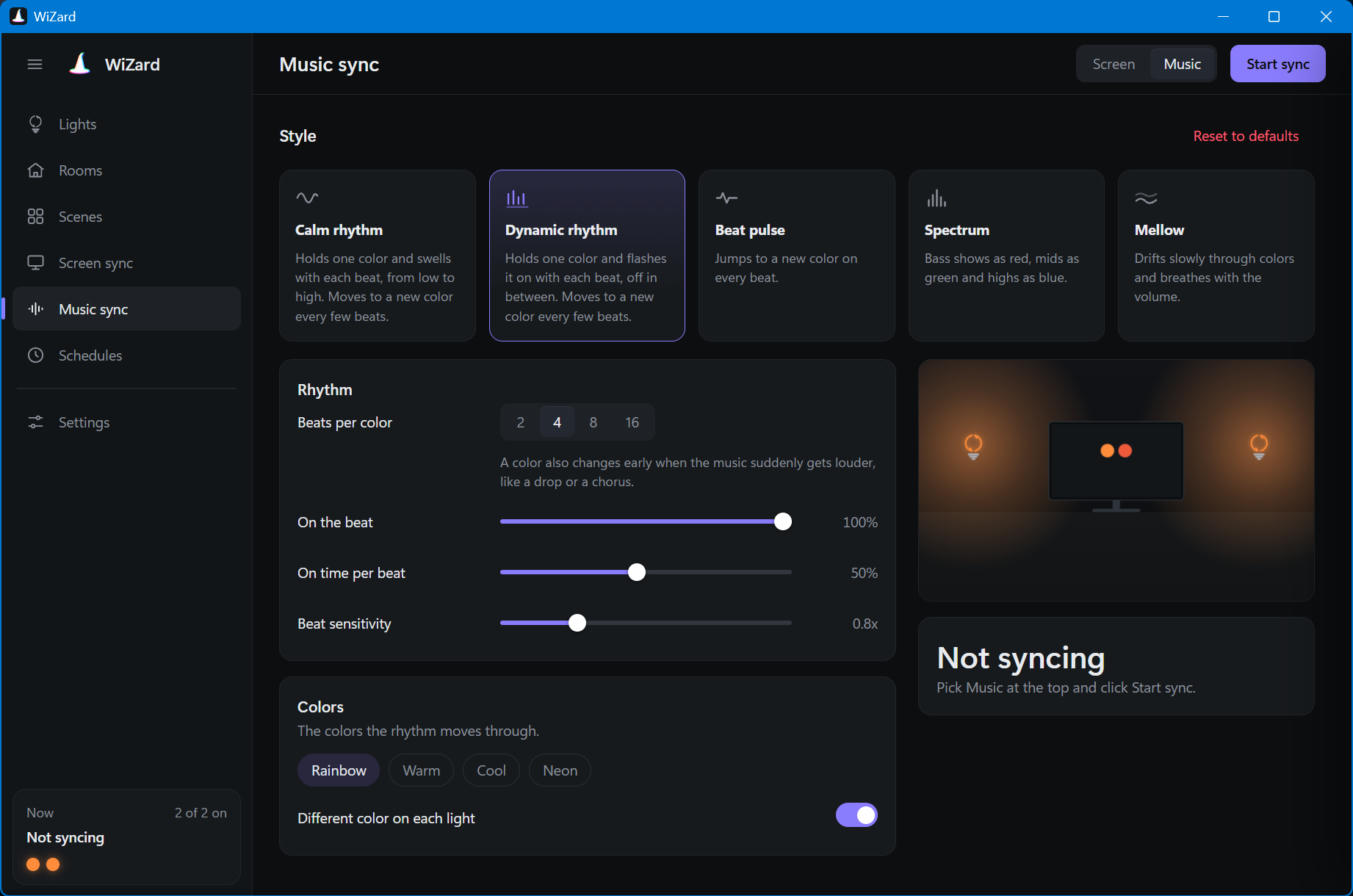 WiZard
WiZard
Music sync
Screen
Music
Start sync
Lights
Rooms
Scenes
Screen sync
Music sync
Schedules
Settings
Now
2 of 2 on
Not syncing
Style
Reset to defaults
Calm rhythm
Holds one color and swells
with each beat, from low to
high. Moves to a new color
every few beats.
Dynamic rhythm
Holds one color and flashes
it on with each beat, off in
between. Moves to a new
color every few beats.
Beat pulse
Jumps to a new color on
every beat.
Spectrum
Bass shows as red, mids as
green and highs as blue.
Mellow
Drifts slowly through colors
and breathes with the
volume.
Rhythm
Beats per color
2 4 8 16
A color also changes early when the music suddenly gets louder,
like a drop or a chorus.
On the beat
100%
On time per beat
50%
Beat sensitivity
0.8x
Colors
The colors the rhythm moves through.
Rainbow Warm Cool Neon
Different color on each light
Not syncing
Pick Music at the top and click Start sync.